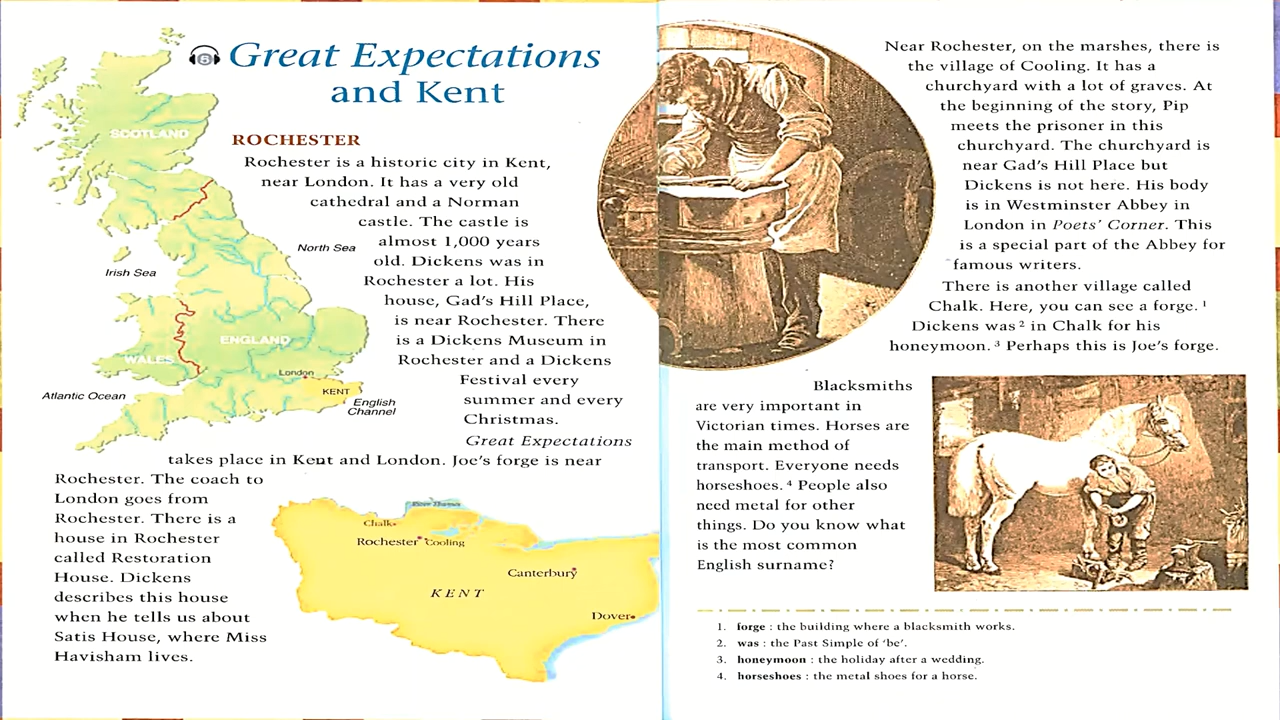 6
Great Expectations
and Kent
SCOTLAND
North Sea
Irish Sea
ENGLAND
WALES
London
KENT
Atlantic Ocean
English
Channel
ROCHESTER
Rochester is a historic city in Kent,
near London. It has a very old
cathedral and a Norman
castle. The castle is
almost 1,000 years
old. Dickens was in
Rochester a lot. His
house, Gad's Hill Place,
is near Rochester. There
is a Dickens Museum in
Rochester and a Dickens
Festival every
summer and every
Christmas.
Great Expectations
takes place in Kent and London. Joe's forge is near
Rochester. The coach to
London goes from
Rochester. There is a
house in Rochester
called Restoration
House. Dickens
describes this house
when he tells us about
Satis House, where Miss
Havisham lives.
River Thames
Chalk
Rochester Cooling
Canterbury
KENT
Dover
Near Rochester, on the marshes, there is
the village of Cooling. It has a
churchyard with a lot of graves. At
the beginning of the story, Pip
meets the prisoner in this
churchyard. The churchyard is
near Gad's Hill Place but
Dickens is not here. His body
is in Westminster Abbey in
London in Poets' Corner. This
is a special part of the Abbey for
famous writers.
There is another village called
Chalk. Here, you can see a forge. 1
Dickens was 2 in Chalk for his
honeymoon. 3 Perhaps this is Joe's forge.
Blacksmiths
are very important in
Victorian times. Horses are
the main method of
transport. Everyone needs
horseshoes. 4 People also
need metal for other
things. Do you know what
is the most common
English surname?
1. forge : the building where a blacksmith works.
2. was : the Past Simple of 'be'.
3. honeymoon : the holiday after a wedding.
4. horseshoes : the metal shoes for a horse.